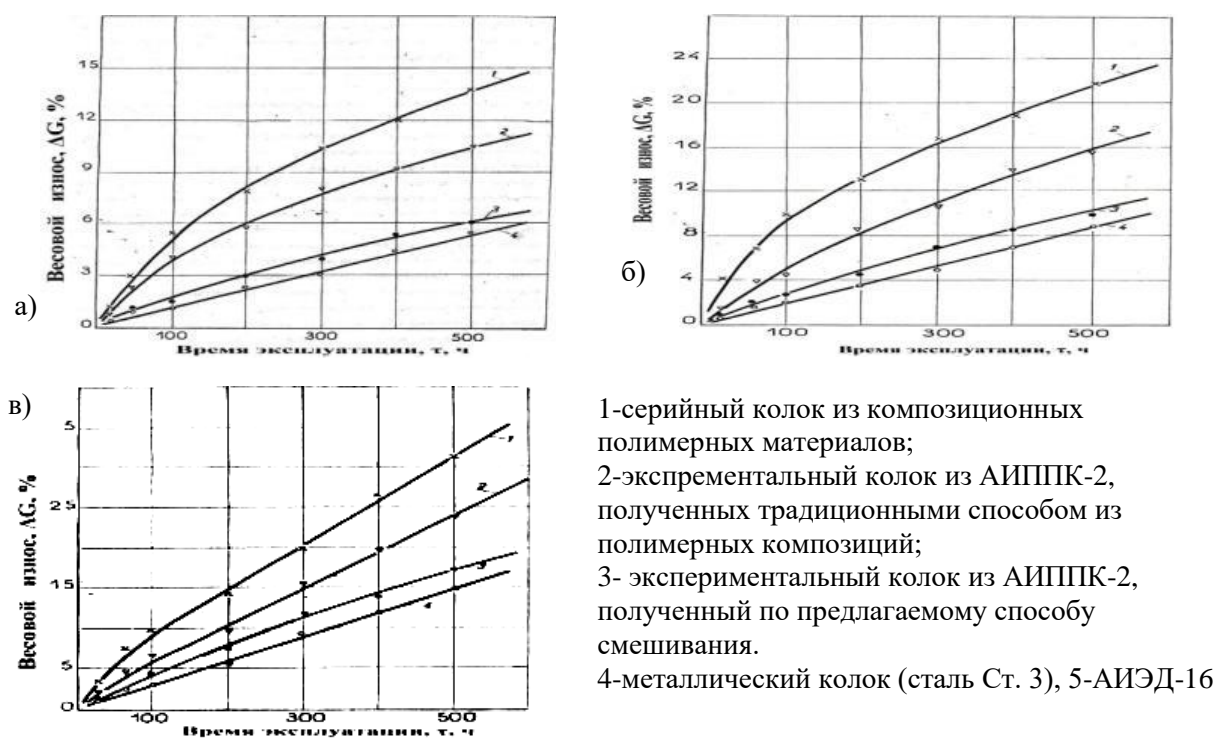 15
12
9
6
3
0
Весовой износ, ΔG, %
1
2
3
4
100
300
500
Время эксплуатации, т, ч
а)
24
20
16
12
8
4
0
Весовой износ, ΔG, %
1
2
3
4
100
300
500
Время эксплуатации, т, ч
б)
в)
5
25
15
5
0
Весовой износ, ΔG, %
1
2
3
4
100
300
500
Время эксплуатации, т, ч
1-серийный колок из композиционных
полимерных материалов;
2-экспрементальный колок из АИППК-2,
полученных традиционными способом из
полимерных композиций;
3- экспериментальный колок из АИППК-2,
полученный по предлагаемому способу
смешивания.
4-металлический колок (сталь Ст. 3), 5-АИЭД-16